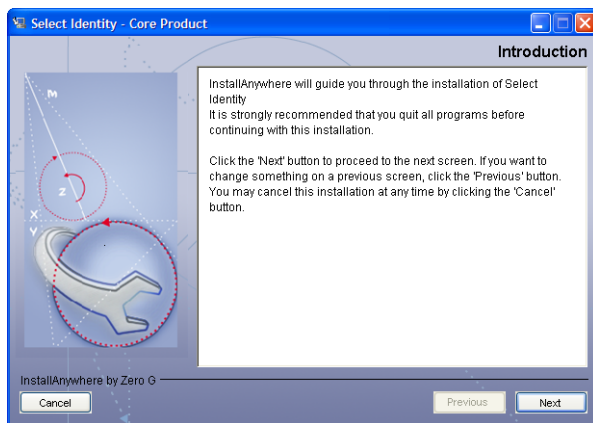 Select Identity - Core Product
Introduction
InstallAnywhere will guide you through the installation of Select
Identity
It is strongly recommended that you quit all programs before
continuing with this installation.
Click the 'Next' button to proceed to the next screen. If you want to
change something on a previous screen, click the 'Previous' button.
You may cancel this installation at any time by clicking the 'Cancel'
button.
M
Z
X
Y
InstallAnywhere by Zero G
Cancel
Previous
Next